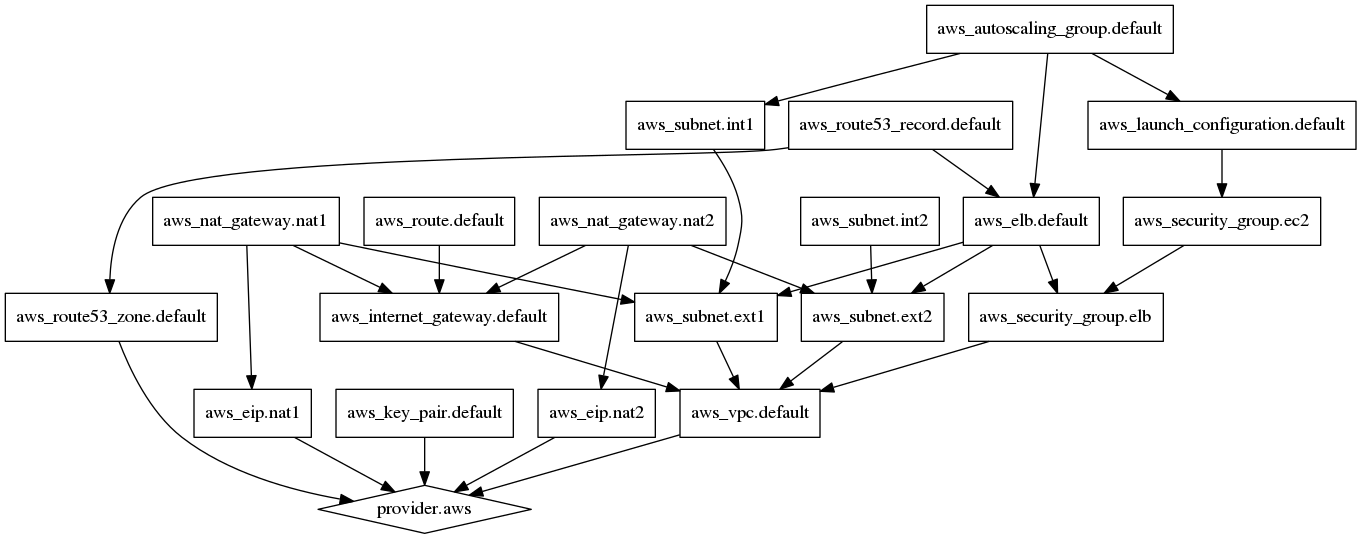 aws_autoscaling_group.default
aws_subnet.int1
aws_route53_record.default
aws_launch_configuration.default
aws_nat_gateway.nat1
aws_route.default
aws_nat_gateway.nat2
aws_subnet.int2
aws_elb.default
aws_security_group.ec2
aws_route53_zone.default
aws_internet_gateway.default
aws_subnet.ext1
aws_subnet.ext2
aws_security_group.elb
aws_eip.nat1
aws_key_pair.default
aws_eip.nat2
aws_vpc.default
provider.aws